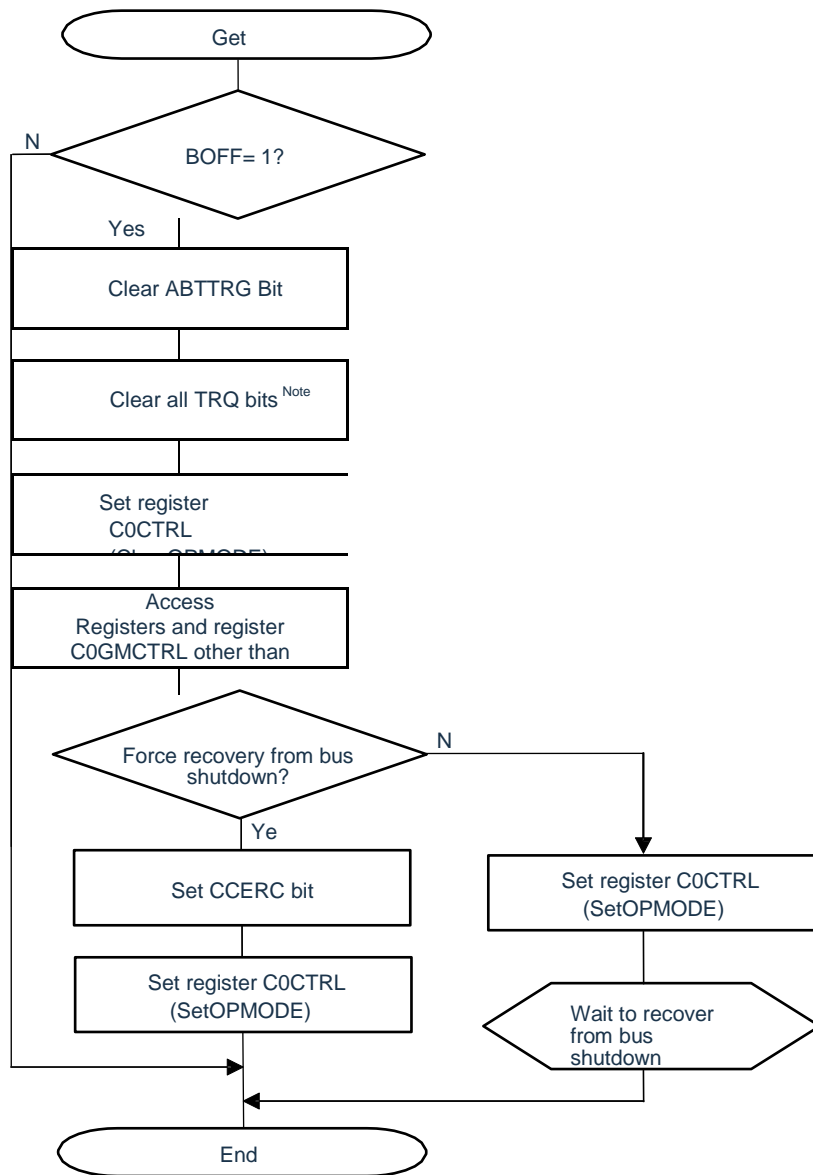 Get
N
BOFF= 1?
Yes
Clear ABTTRG Bit
Clear all TRQ bits Note
Set register
C0CTRL
Access
Registers and register
C0GMCTRL other than
Force recovery from bus
shutdown?
N
Ye
Set CCERC bit
Set register C0CTRL
(SetOPMODE)
Set register C0CTRL
(SetOPMODE)
Wait to recover
from bus
shutdown
End